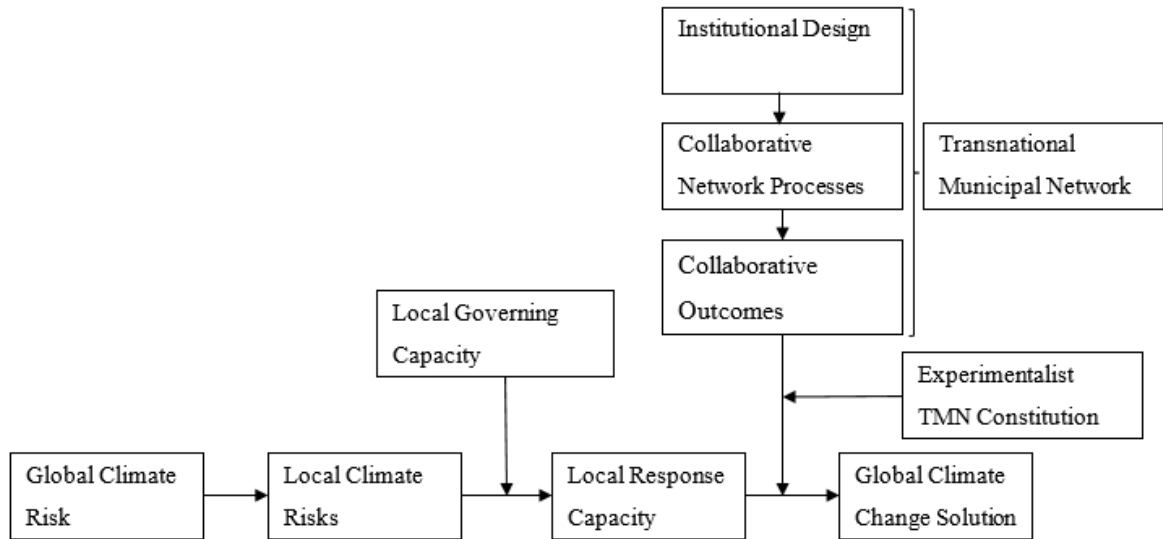 Institutional Design
Collaborative
Network Processes
Transnational
Municipal Network
Collaborative
Outcomes
Local Governing
Capacity
Experimentalist
TMN Constitution
Global Climate
Risk
Local Climate
Risks
Local Response
Capacity
Global Climate
Change Solution